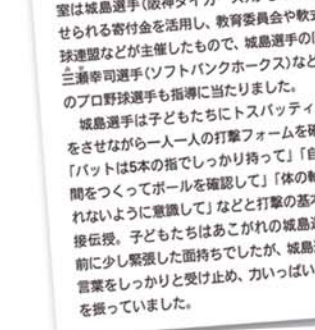 室は城島選手(阪神タイガー
せられる寄付金を活用し、教育委員会や軟式
球連盟などが主催したもので、城島選手の
三瀬幸司選手(ソフトバンクホークス)など
のプロ野球選手も指導に当たりました。
城島選手は子どもたちにトスバッティ
をさせながら一人一人の打撃フォームを確
「バットは5本の指でしっかり持って」「自
間をつくってボールを確認して」「体の軸
れないように意識して」などと打撃の基本
接伝授。子どもたちはあこがれの城島選
前に少し緊張した面持ちでしたが、城島
言葉をしっかりと受け止め、力いっぱい
を振っていました。